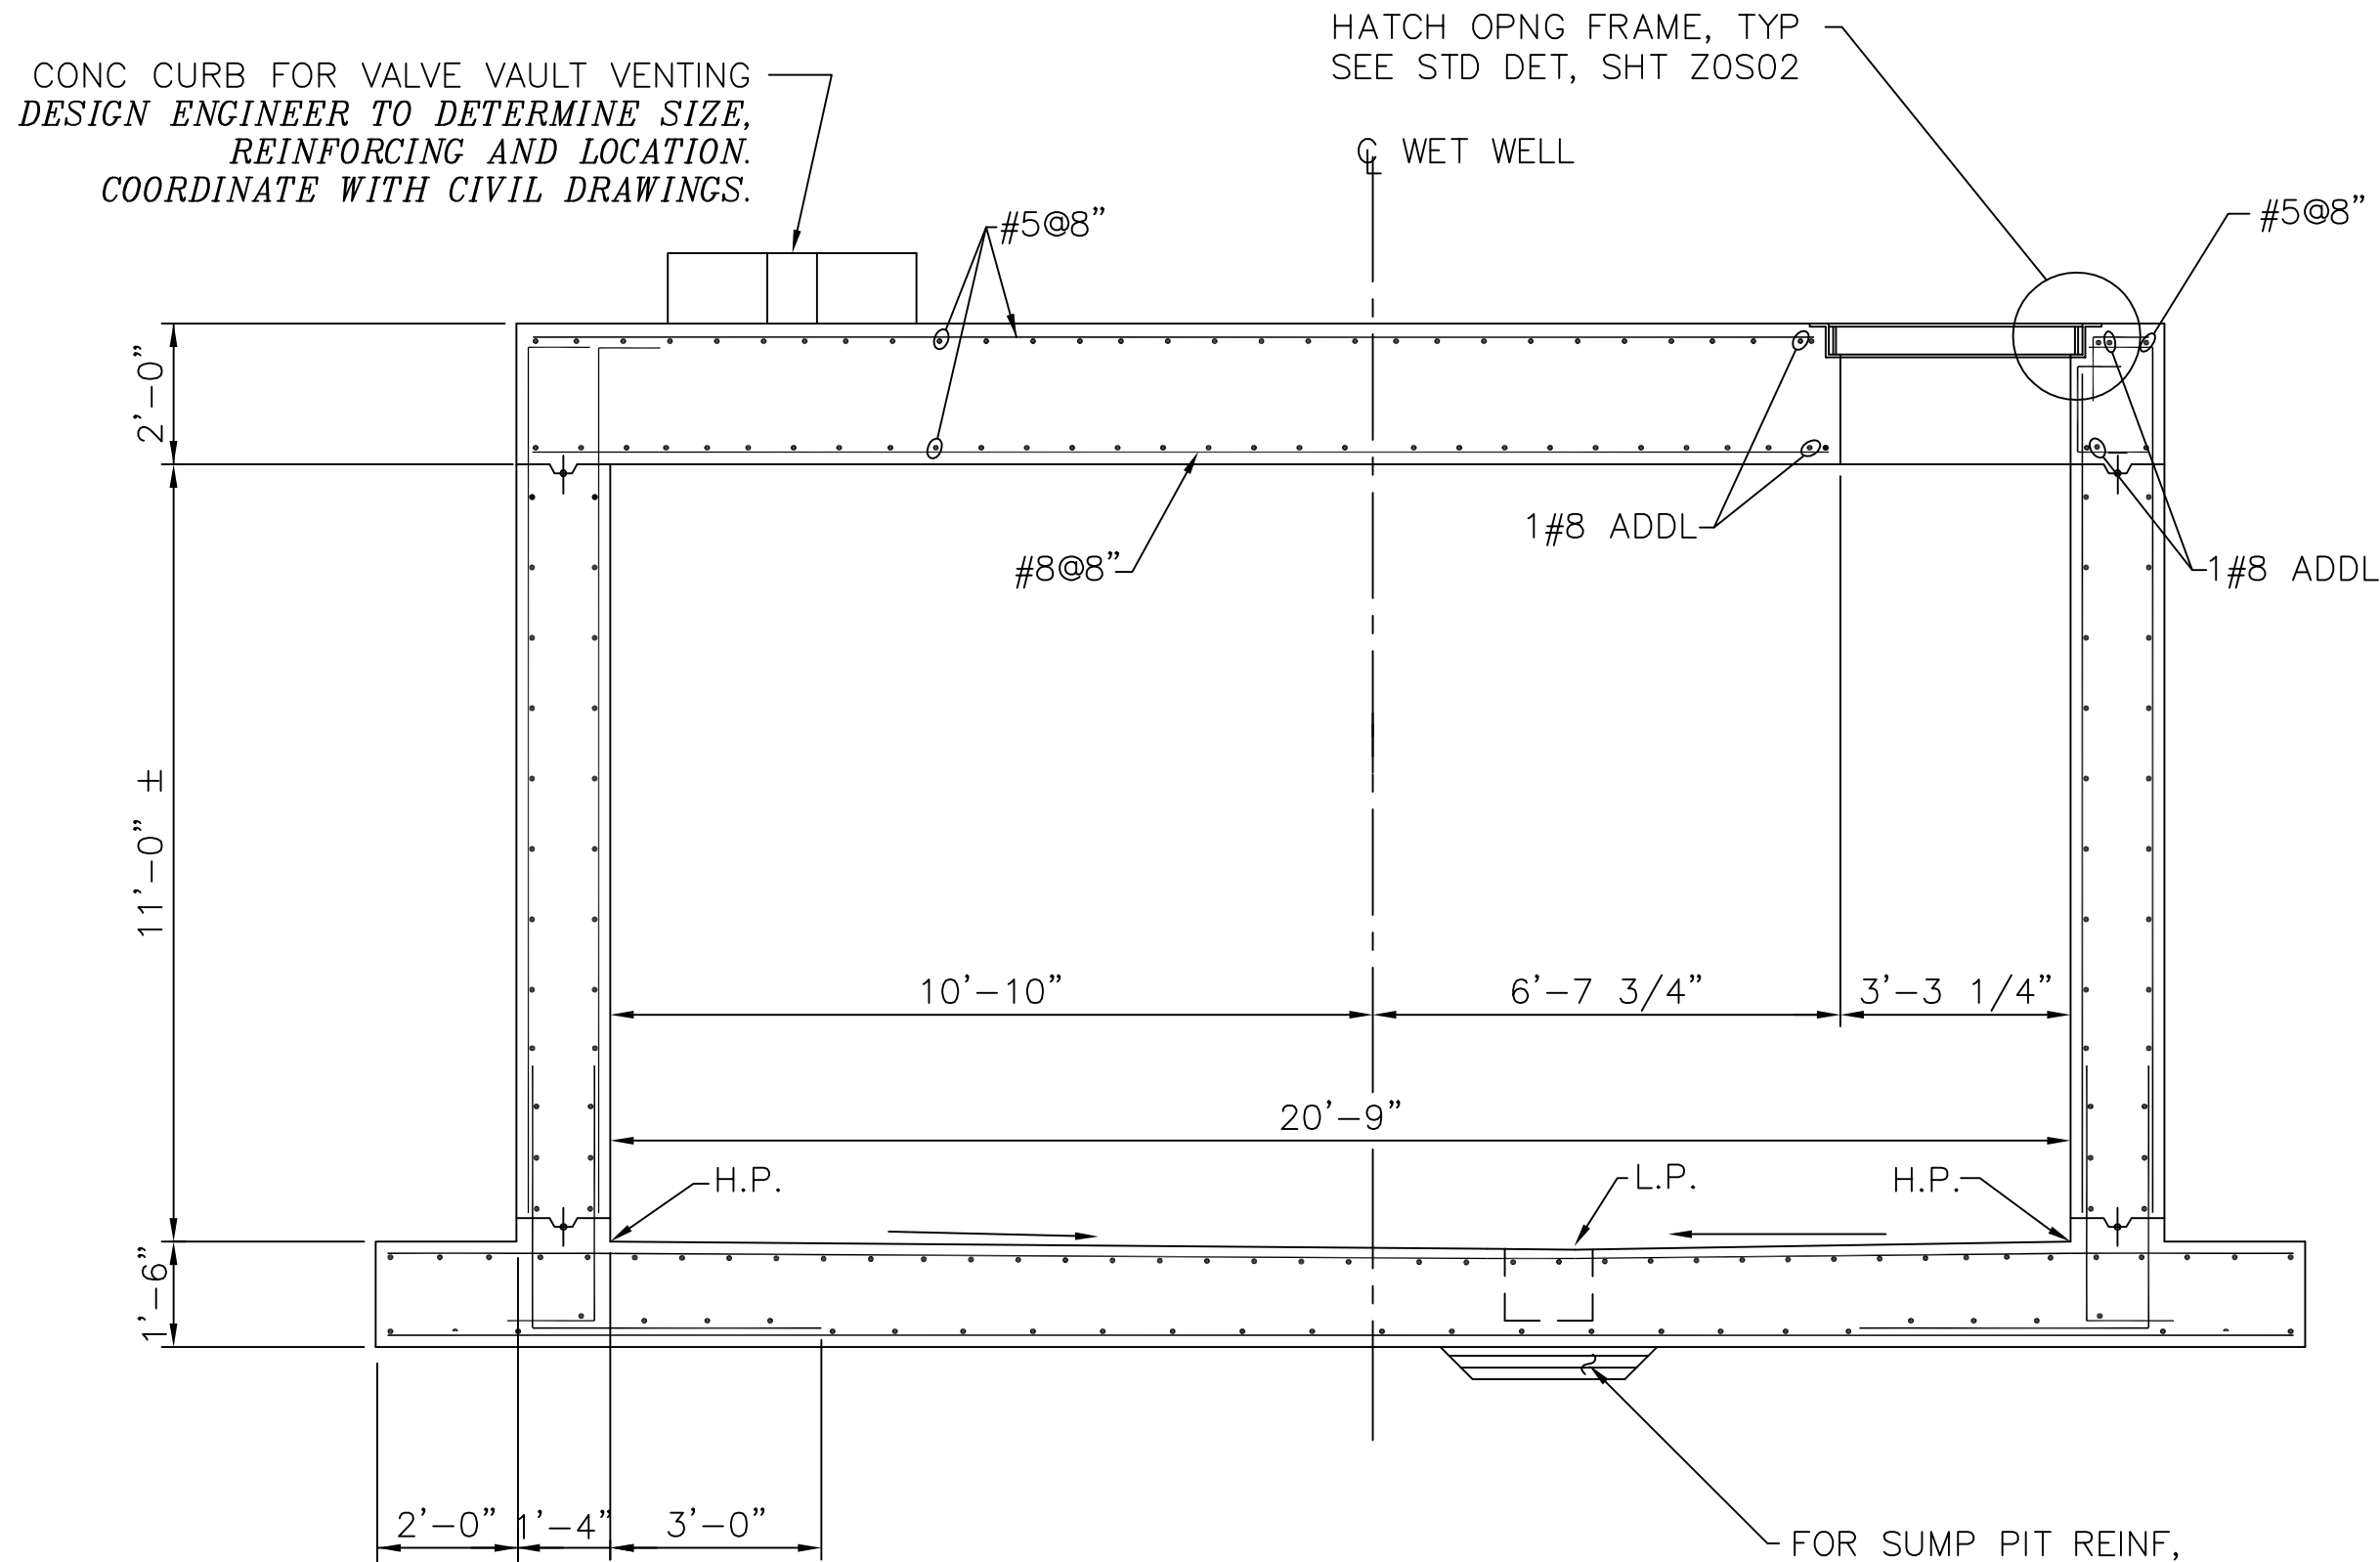 HATCH OPNG FRAME, TYP
SEE STD DET, SHT Z0S02
CONC CURB FOR VALVE VAULT VENTING
DESIGN ENGINEER TO DETERMINE SIZE,
REINFORCING AND LOCATION.
COORDINATE WITH CIVIL DRAWINGS.
℄ WET WELL
#5@8”
#5@8”
2’-0”
1#8 ADDL
#8@8”
1#8 ADDL
11’-0” ±
10’-10”
6’-7 3/4”
3’-3 1/4”
20’-9”
H.P.
L.P.
H.P.
1’-6”
2’-0”
1’-4”
3’-0”
FOR SUMP PIT REINF,